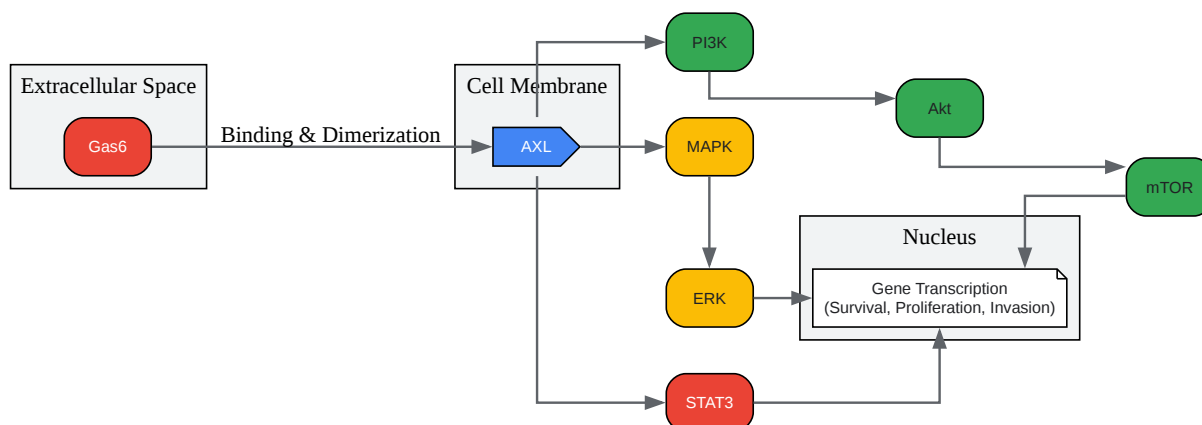 PI3K
Extracellular Space
Cell Membrane
Akt
Gas6
Binding & Dimerization
AXL
MAPK
mTOR
Nucleus
Gene Transcription
(Survival, Proliferation, Invasion)
ERK
STAT3